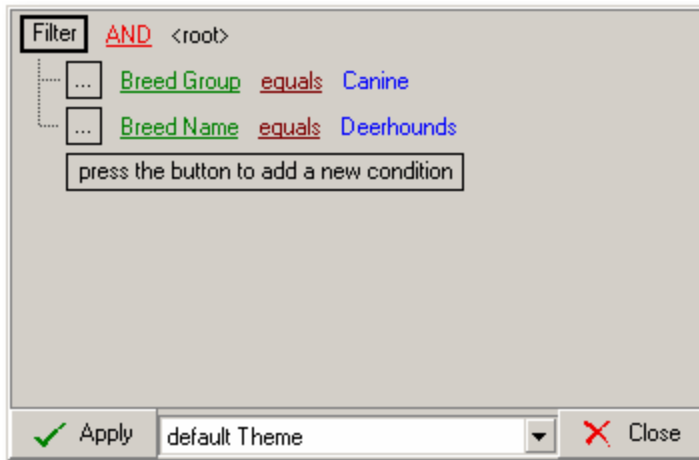 Filter AND <root>
... Breed Group equals Canine
... Breed Name equals Deerhounds
press the button to add a new condition
Apply default Theme Close